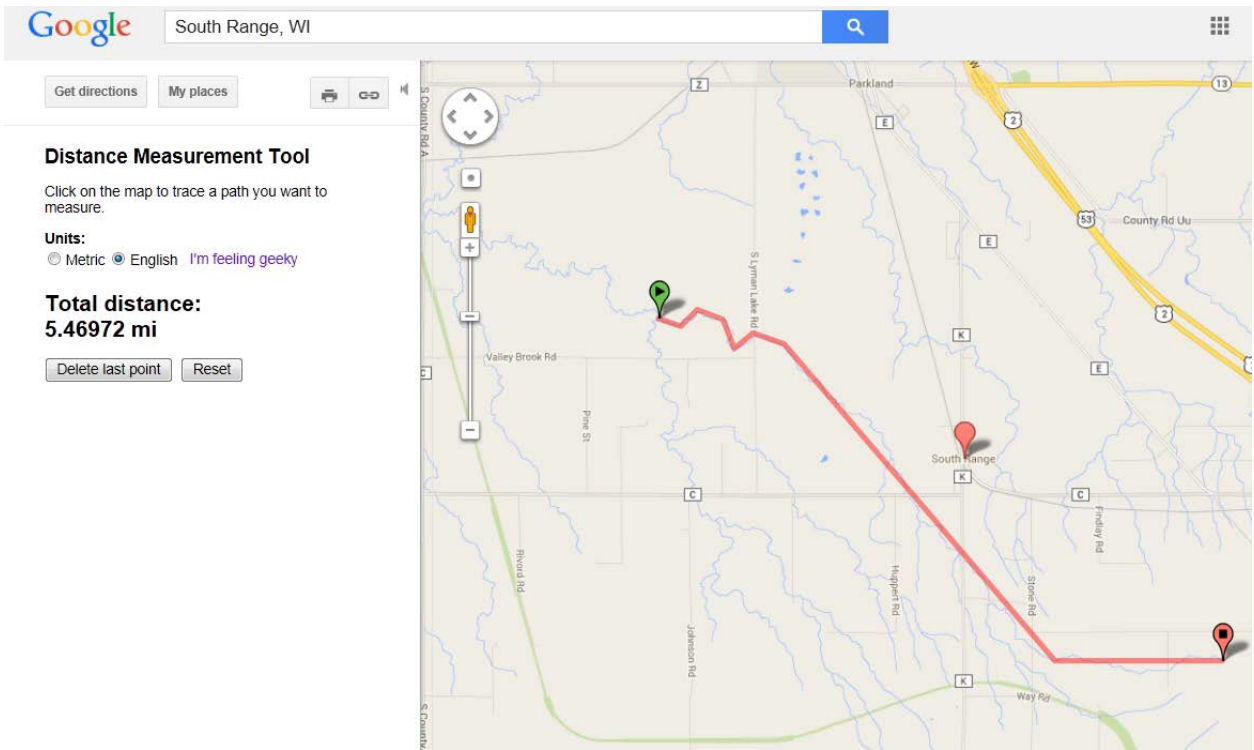 Google
South Range, WI
Get directions
My places
Distance Measurement Tool
Click on the map to trace a path you want to
measure.
Units:
Metric
English
I'm feeling geeky
Total distance:
5.46972 mi
Delete last point
Reset
S County Rd A
Z
Parkland
13
E
2
53
County Rd Uu
E
S Lyman Lake Rd
2
K
Valley Brook Rd
C
E
Pine St
South Range
K
C
C
Findlay Rd
Rivord Rd
Huppert Rd
Stone Rd
Johnson Rd
K
Way Rd
S County